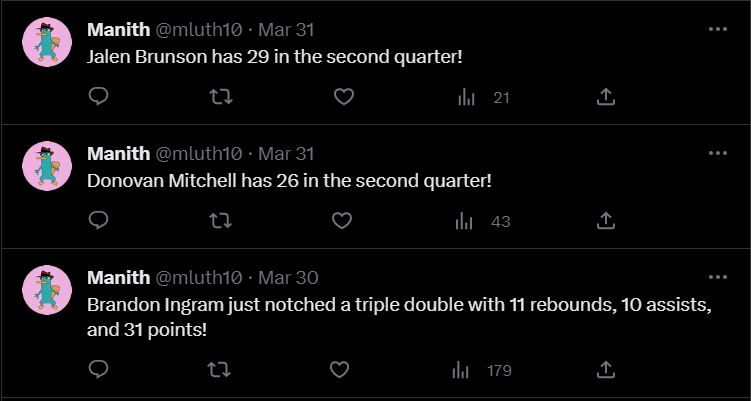 Manith @mluth10 · Mar 31
Jalen Brunson has 29 in the second quarter!
21
Manith @mluth10 · Mar 31
Donovan Mitchell has 26 in the second quarter!
43
Manith @mluth10 · Mar 30
Brandon Ingram just notched a triple double with 11 rebounds, 10 assists,
and 31 points!
179